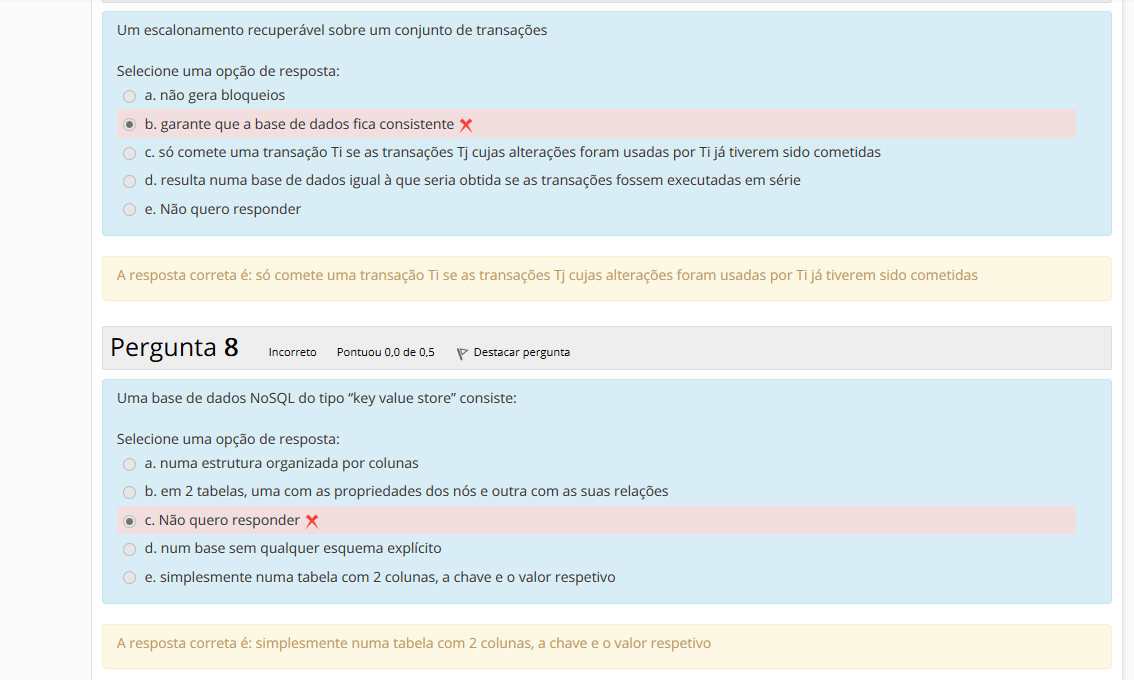 Um escalonamento recuperável sobre um conjunto de transações
Selecione uma opção de resposta:
a. não gera bloqueios
b. garante que a base de dados fica consistente
c. só comete uma transação Ti se as transações Tj cujas alterações foram usadas por Ti já tiverem sido cometidas
d. resulta numa base de dados igual à que seria obtida se as transações fossem executadas em série
e. Não quero responder
A resposta correta é: só comete uma transação Ti se as transações Tj cujas alterações foram usadas por Ti já tiverem sido cometidas
Pergunta 8 Incorreto Pontuou 0,0 de 0,5 Destacar pergunta
Uma base de dados NoSQL do tipo “key value store” consiste:
Selecione uma opção de resposta:
a. numa estrutura organizada por colunas
b. em 2 tabelas, uma com as propriedades dos nós e outra com as suas relações
c. Não quero responder
d. num base sem qualquer esquema explícito
e. simplesmente numa tabela com 2 colunas, a chave e o valor respetivo
A resposta correta é: simplesmente numa tabela com 2 colunas, a chave e o valor respetivo